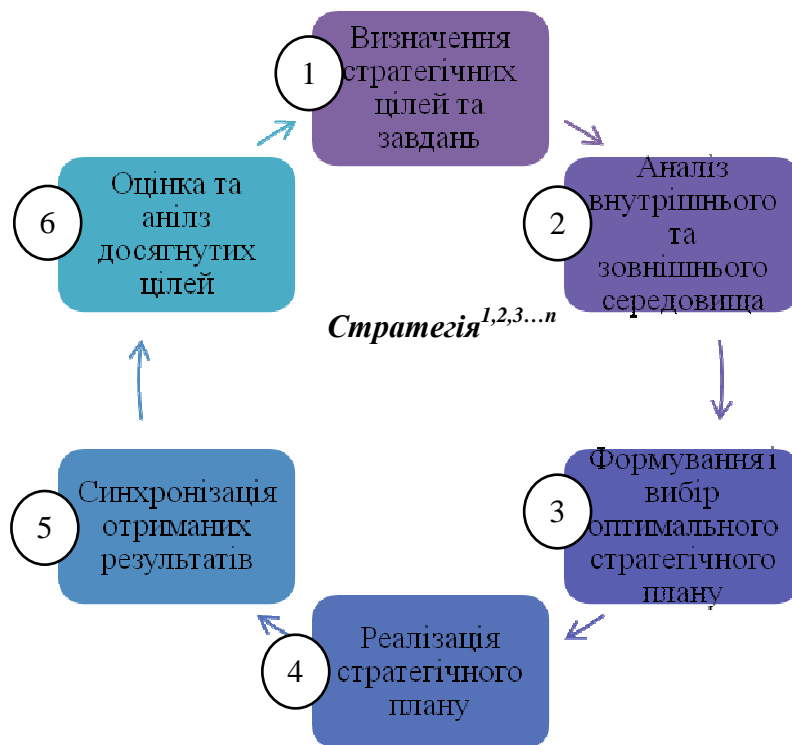 1
Визначення
стратегічних
цілей та
завдань
2
Аналіз
внутрішнього
та
зовнішнього
середовища
3
Формування і
вибір
оптимального
стратегічного
плану
4
Реалізація
стратегічного
плану
5
Синхронізація
отриманих
результатів
6
Оцінка та
анілз
досягнутих
цілей
Стратегія1,2,3…n